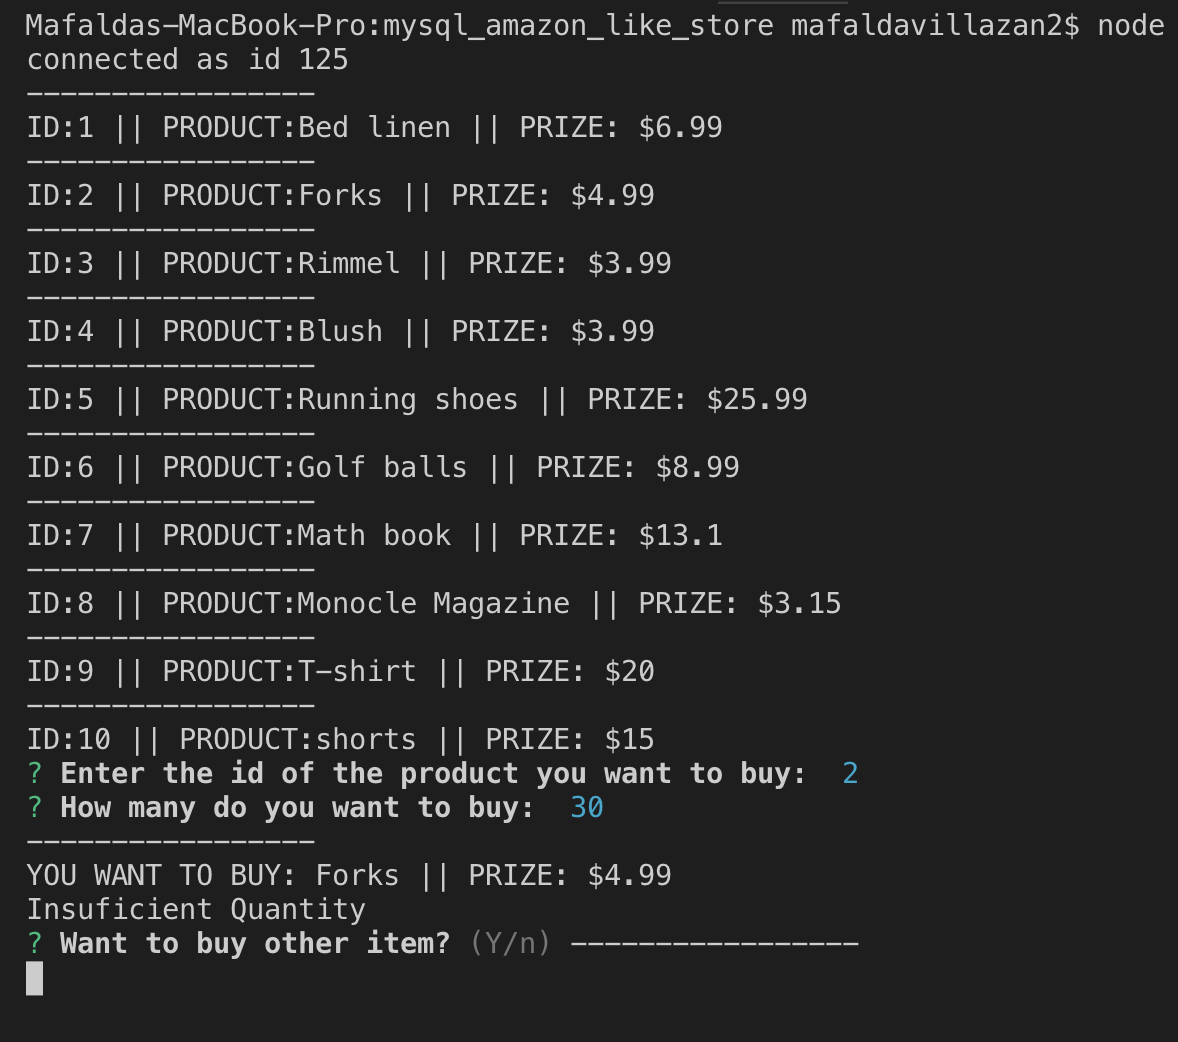 Mafaldas-MacBook-Pro:mysql_amazon_like_store mafaldavillazan2$ node
connected as id 125
-----------------
ID:1 || PRODUCT:Bed linen || PRIZE: $6.99
-----------------
ID:2 || PRODUCT:Forks || PRIZE: $4.99
-----------------
ID:3 || PRODUCT:Rimmel || PRIZE: $3.99
-----------------
ID:4 || PRODUCT:Blush || PRIZE: $3.99
-----------------
ID:5 || PRODUCT:Running shoes || PRIZE: $25.99
-----------------
ID:6 || PRODUCT:Golf balls || PRIZE: $8.99
-----------------
ID:7 || PRODUCT:Math book || PRIZE: $13.1
-----------------
ID:8 || PRODUCT:Monocle Magazine || PRIZE: $3.15
-----------------
ID:9 || PRODUCT:T-shirt || PRIZE: $20
-----------------
ID:10 || PRODUCT:shorts || PRIZE: $15
? Enter the id of the product you want to buy:  2
? How many do you want to buy:  30
-----------------
YOU WANT TO BUY: Forks || PRIZE: $4.99
Insuficient Quantity
? Want to buy other item? (Y/n) -----------------